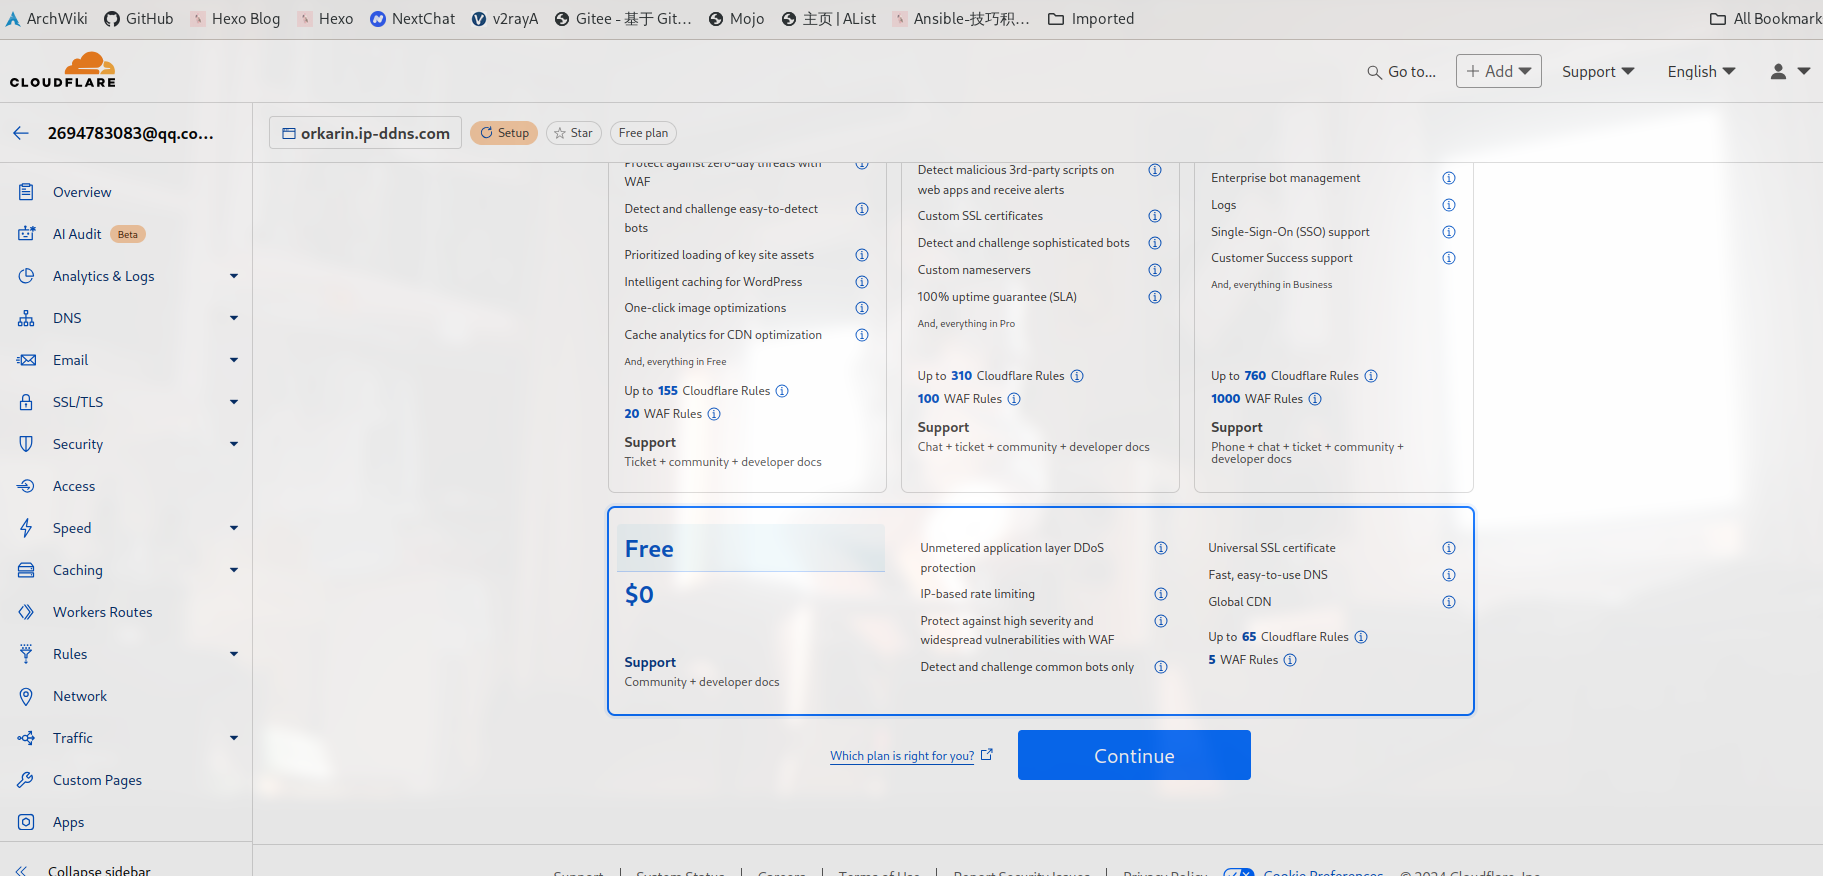 ArchWiki
GitHub
Hexo Blog
Hexo
NextChat
v2rayA
Gitee - 基于 Git…
Mojo
主页 | AList
Ansible-技巧积…
Imported
All Bookmark
CLOUDFLARE
Go to...
+ Add
Support
English
2694783083@qq.co...
orkarin.ip-ddns.com
Setup
Star
Free plan
Overview
AI Audit Beta
Analytics & Logs
DNS
Email
SSL/TLS
Security
Access
Speed
Caching
Workers Routes
Rules
Network
Traffic
Custom Pages
Apps
Collapse sidebar
Protect against zero-day threats with
WAF
Detect and challenge easy-to-detect
bots
Prioritized loading of key site assets
Intelligent caching for WordPress
One-click image optimizations
Cache analytics for CDN optimization
And, everything in Free
Up to 155 Cloudflare Rules
20 WAF Rules
Support
Ticket + community + developer docs
Detect malicious 3rd-party scripts on
web apps and receive alerts
Custom SSL certificates
Detect and challenge sophisticated bots
Custom nameservers
100% uptime guarantee (SLA)
And, everything in Pro
Up to 310 Cloudflare Rules
100 WAF Rules
Support
Chat + ticket + community + developer docs
Enterprise bot management
Logs
Single-Sign-On (SSO) support
Customer Success support
And, everything in Business
Up to 760 Cloudflare Rules
1000 WAF Rules
Support
Phone + chat + ticket + community +
developer docs
Free
$0
Support
Community + developer docs
Unmetered application layer DDoS
protection
IP-based rate limiting
Protect against high severity and
widespread vulnerabilities with WAF
Detect and challenge common bots only
Universal SSL certificate
Fast, easy-to-use DNS
Global CDN
Up to 65 Cloudflare Rules
5 WAF Rules
Which plan is right for you?
Continue
Support
System Status
Careers
Terms of Use
Report Security Issues
Privacy Policy
Cookie Preferences
© 2024 Cloudflare, Inc.